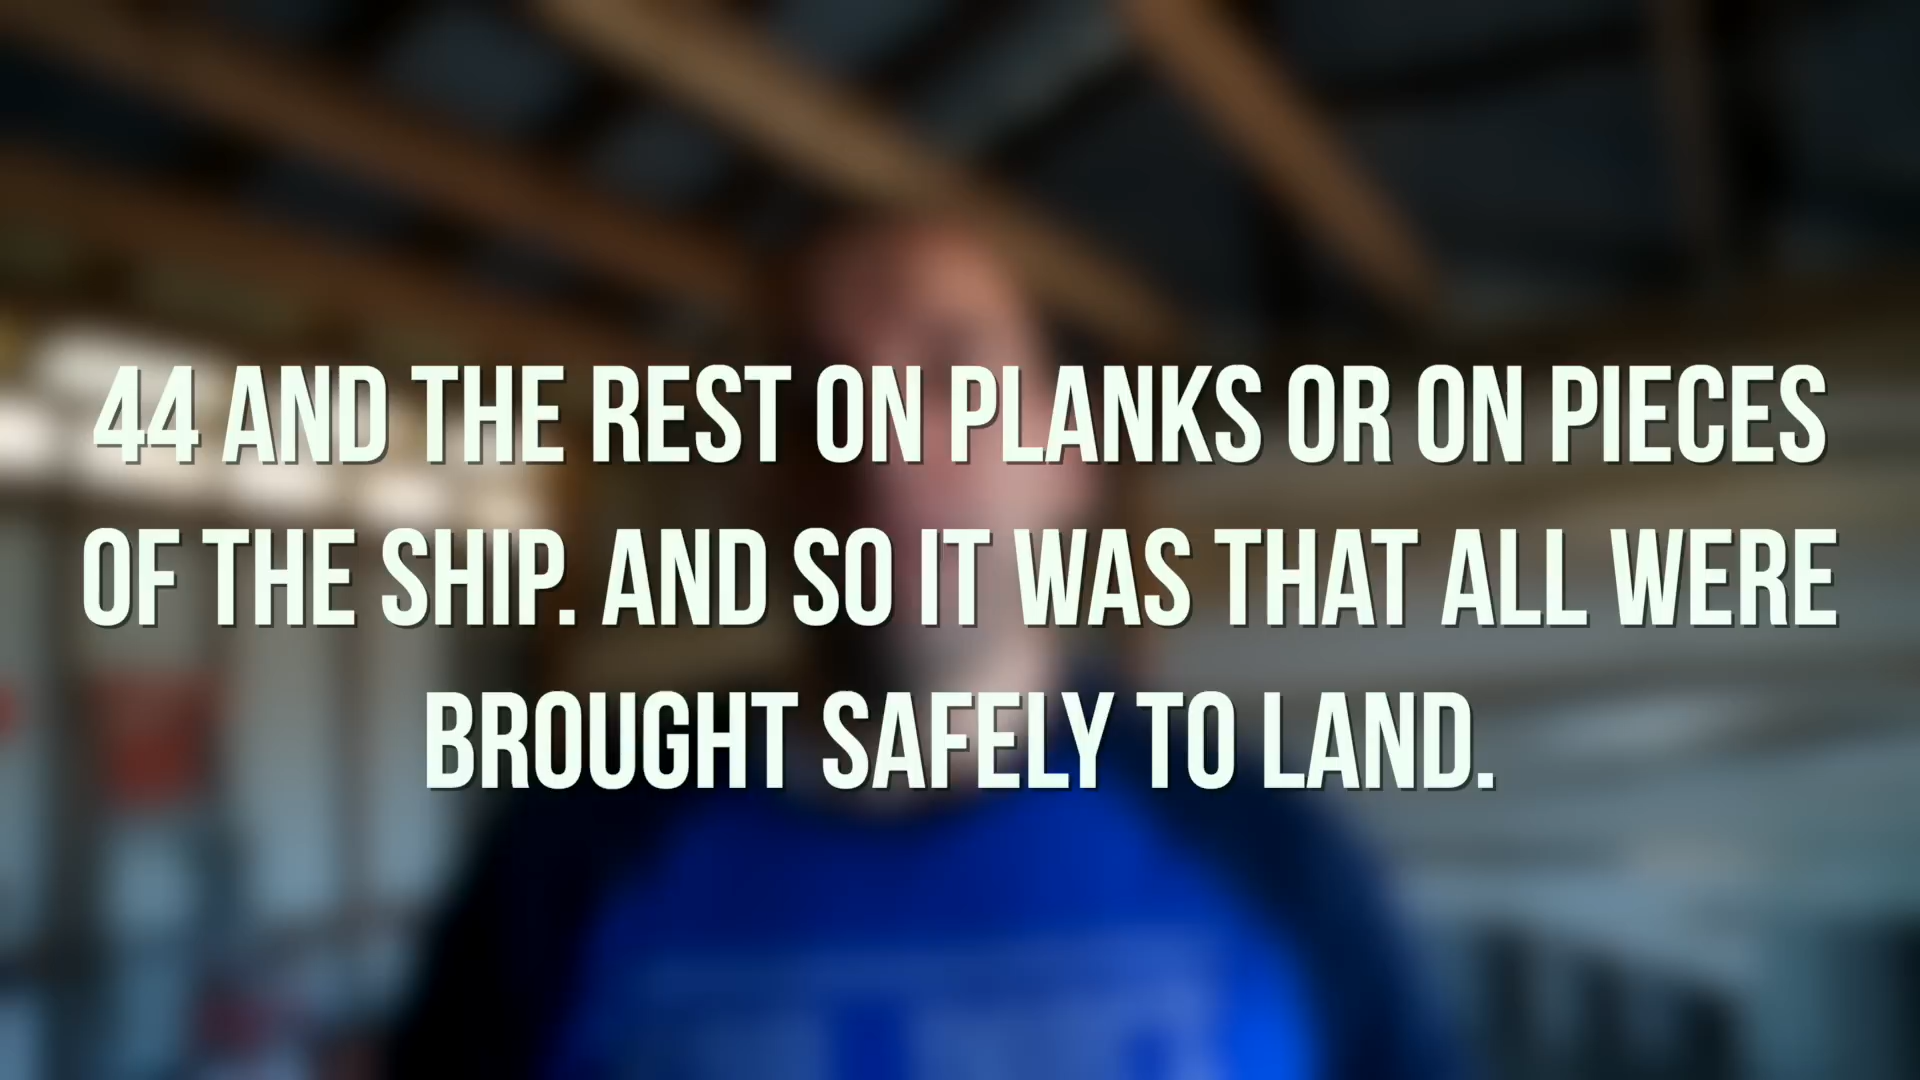 44 AND THE REST ON PLANKS OR ON PIECES
OF THE SHIP. AND SO IT WAS THAT ALL WERE
BROUGHT SAFELY TO LAND.